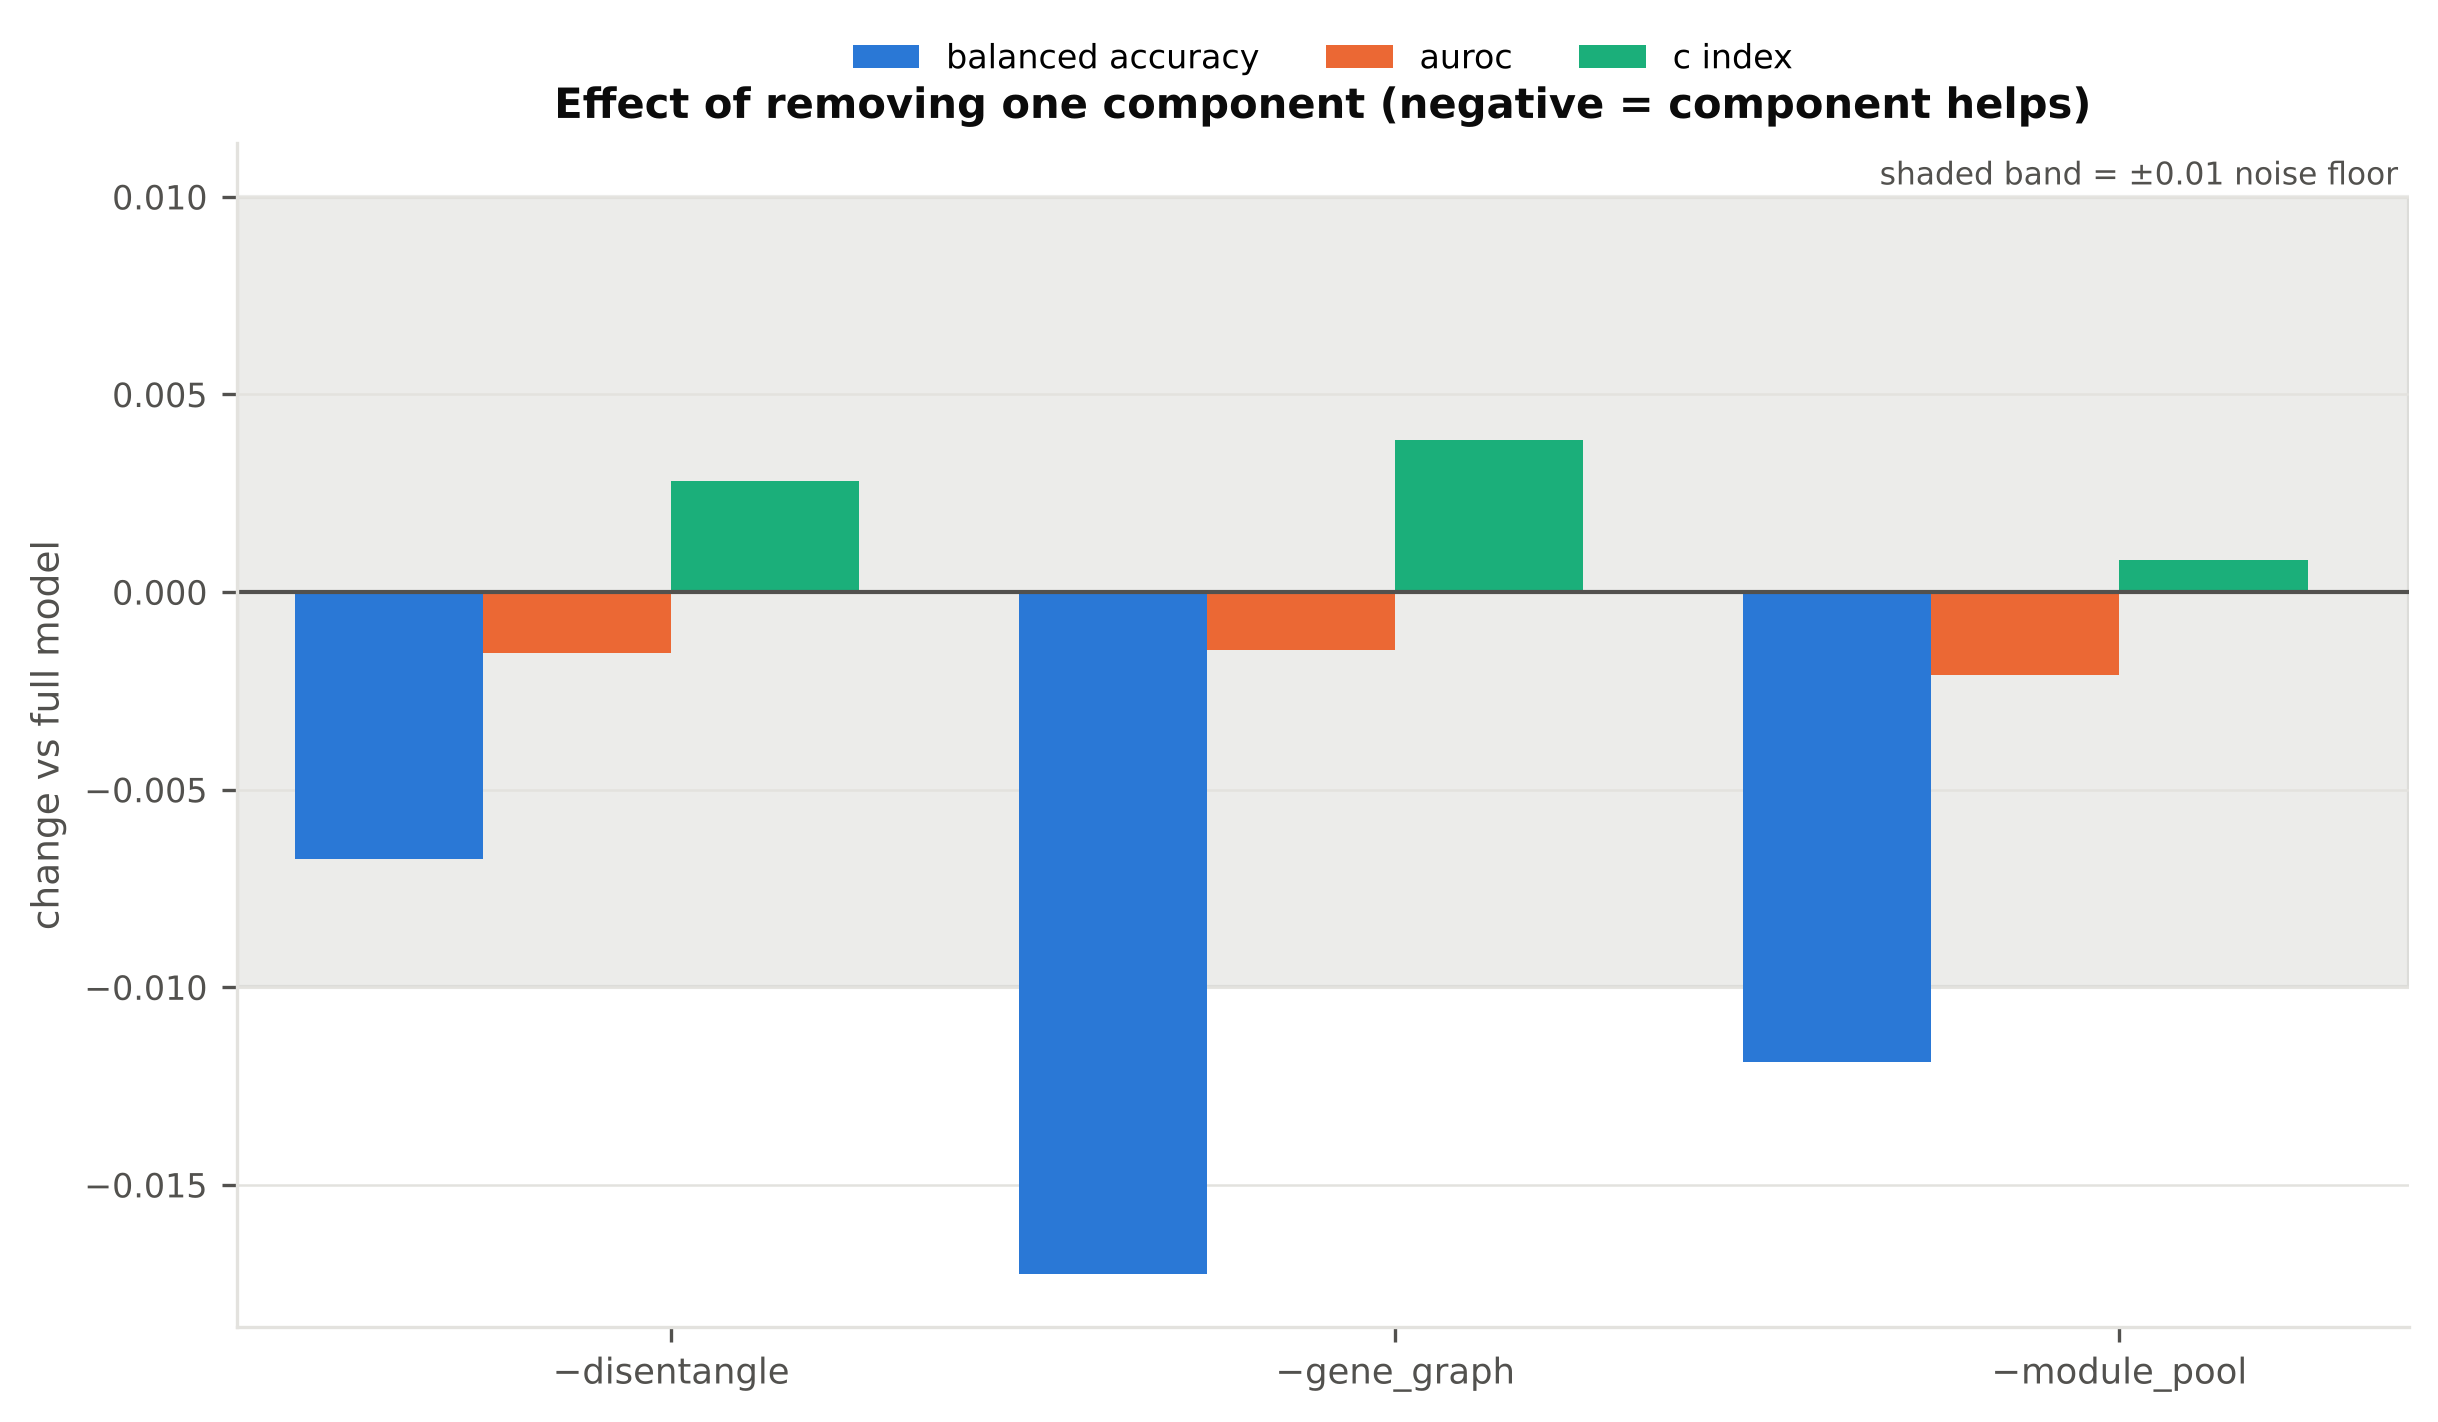 balanced accuracy auroc c index
Effect of removing one component (negative = component helps)
shaded band = ±0.01 noise floor
0.010
0.005
0.000
−0.005
−0.010
−0.015
change vs full model
−disentangle −gene_graph −module_pool